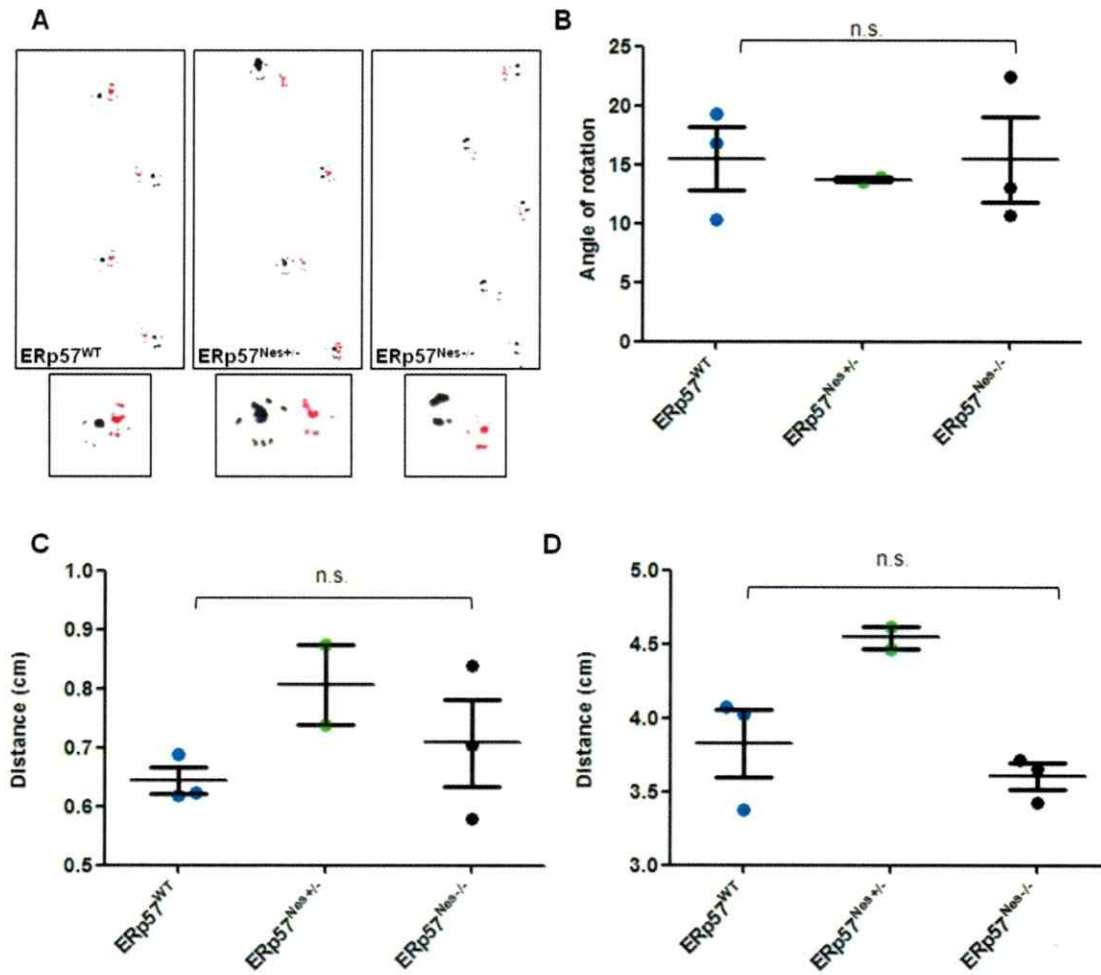 A
ERp57WT
ERp57Nes+/-
ERp57Nes-/-
B
n.s.
Angle of rotation
25
20
15
10
5
0
ERp57WT
ERp57Nes+/-
ERp57Nes-/-
C
n.s.
Distance (cm)
1.0
0.9
0.8
0.7
0.6
0.5
ERp57WT
ERp57Nes+/-
ERp57Nes-/-
D
n.s.
Distance (cm)
5.0
4.5
4.0
3.5
3.0
ERp57WT
ERp57Nes+/-
ERp57Nes-/-